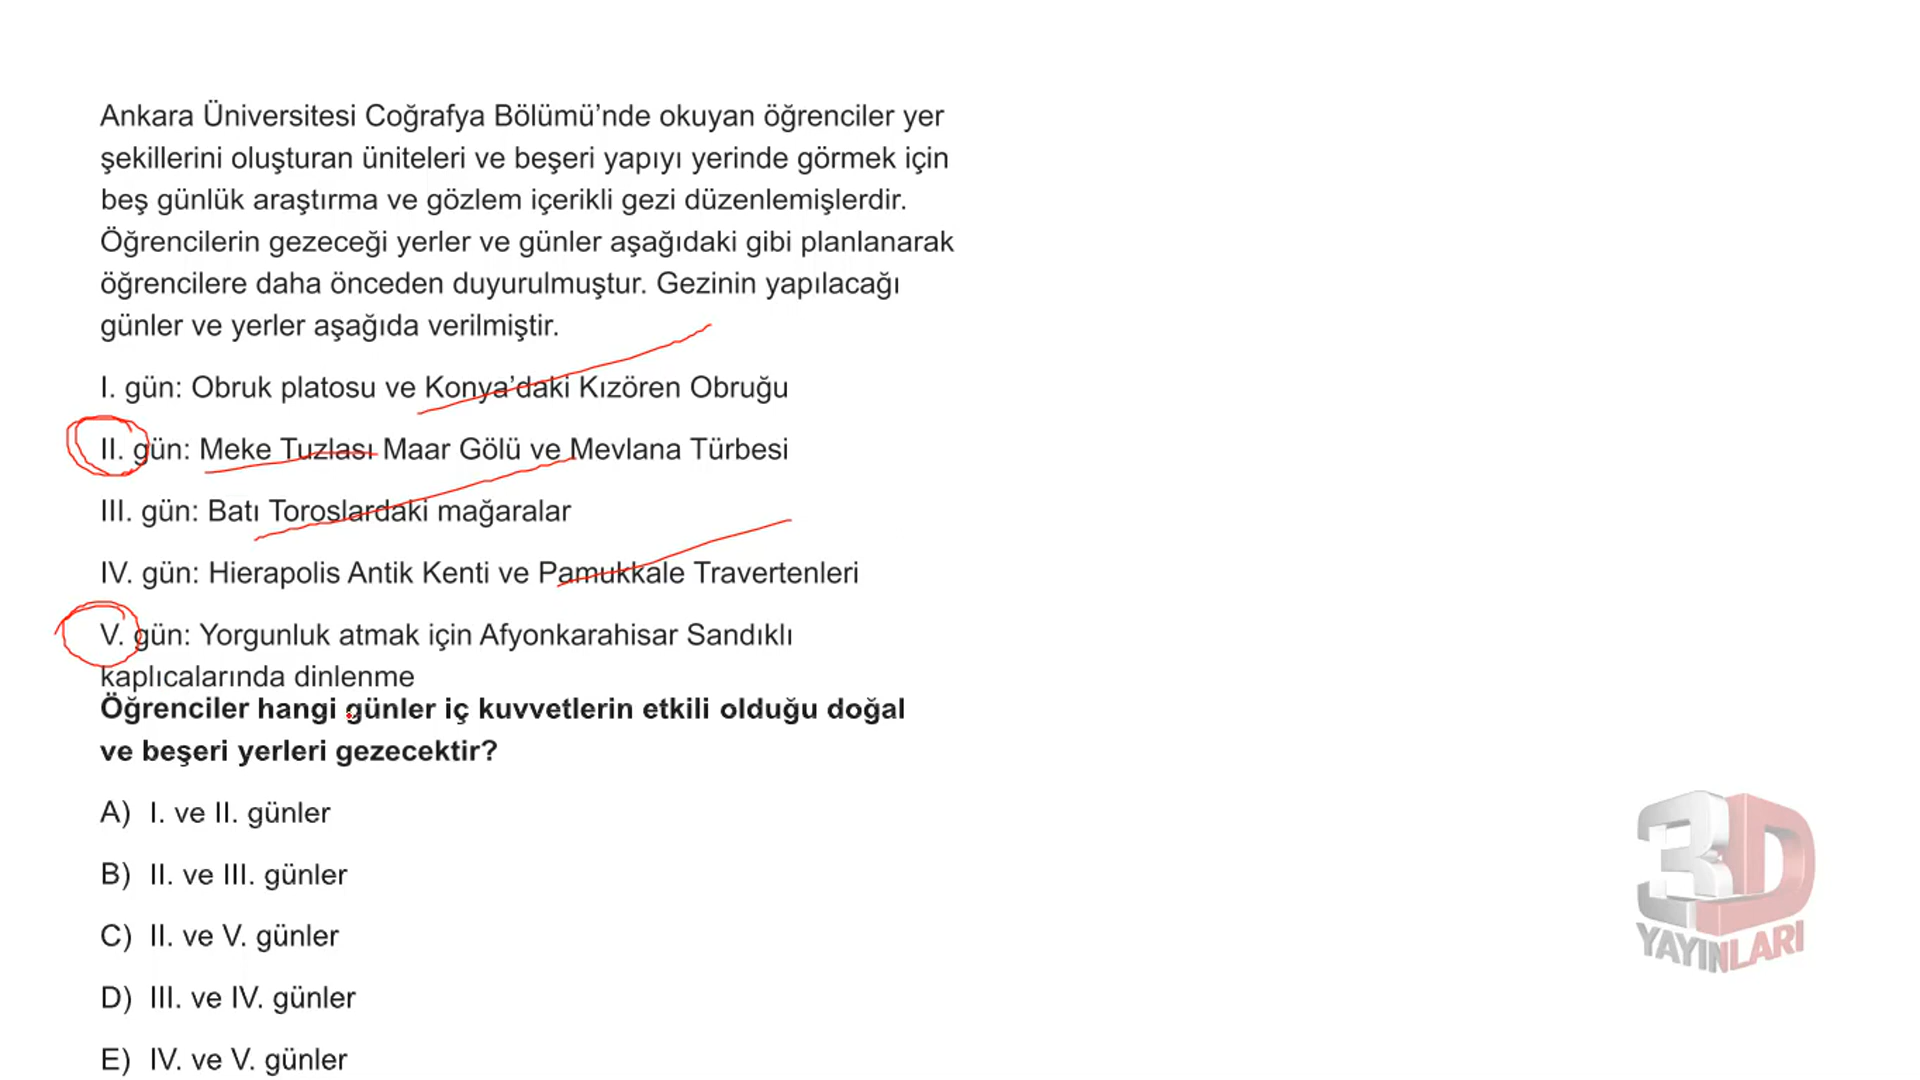 Ankara Üniversitesi Coğrafya Bölümü’nde okuyan öğrenciler yer
şekillerini oluşturan üniteleri ve beşeri yapıyı yerinde görmek için
beş günlük araştırma ve gözlem içerikli gezi düzenlemişlerdir.
Öğrencilerin gezeceği yerler ve günler aşağıdaki gibi planlanarak
öğrencilere daha önceden duyurulmuştur. Gezinin yapılacağı
günler ve yerler aşağıda verilmiştir.
I. gün: Obruk platosu ve Konya’daki Kızören Obruğu
II. gün: Meke Tuzlası Maar Gölü ve Mevlana Türbesi
III. gün: Batı Toroslardaki mağaralar
IV. gün: Hierapolis Antik Kenti ve Pamukkale Travertenleri
V. gün: Yorgunluk atmak için Afyonkarahisar Sandıklı
kaplıcalarında dinlenme
Öğrenciler hangi günler iç kuvvetlerin etkili olduğu doğal
ve beşeri yerleri gezecektir?
A) I. ve II. günler
B) II. ve III. günler
C) II. ve V. günler
D) III. ve IV. günler
E) IV. ve V. günler
3D
YAYINLARI